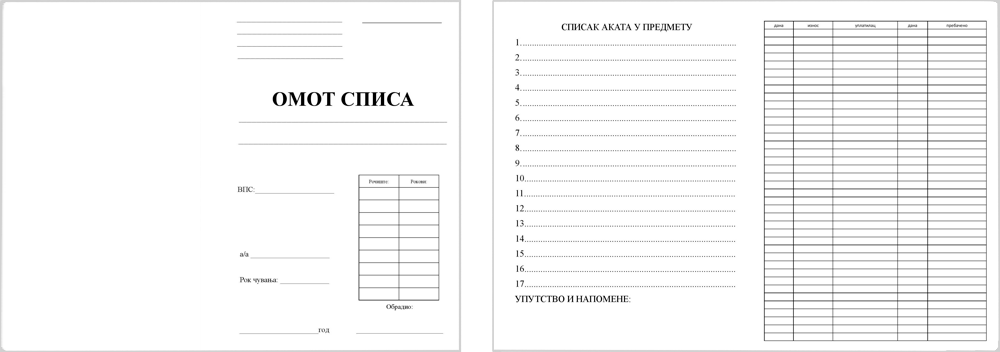 ОМОТ СПИСА
Рочиште: Рокови
ВПС:
а/а
Рок чувања:
Обрадио:
год
СПИСАК АКАТА У ПРЕДМЕТУ
1.
2.
3.
4.
5.
6.
7.
8.
9.
10.
11.
12.
13.
14.
15.
16.
17.
УПУТСТВО И НАПОМЕНЕ:
дана износ уплатилац дана пребачено